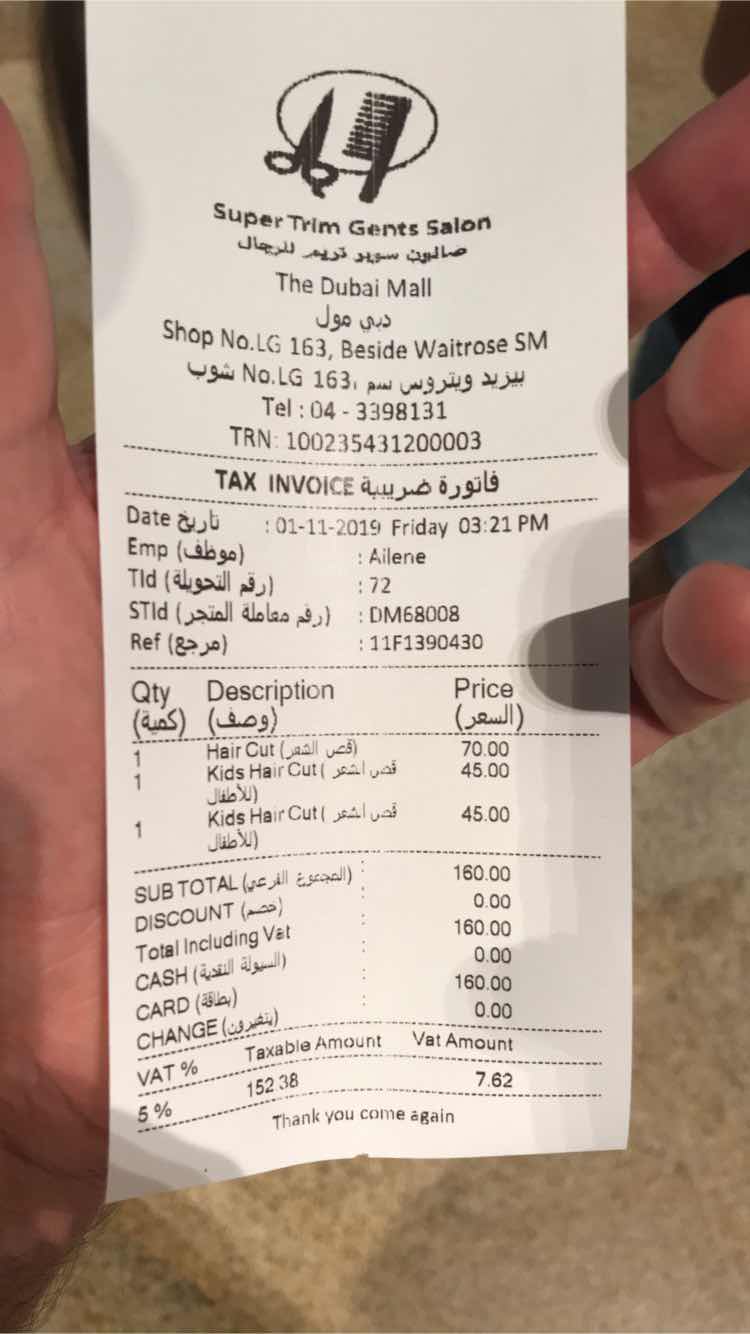 Super Trim Gents Salon
صالون سوبر تريم للرجال
The Dubai Mall
دبي مول
Shop No.LG 163, Beside Waitrose SM
بيزيد ويتروس سم ،No.LG 163 شوب
Tel : 04 - 3398131
TRN: 100235431200003
TAX INVOICE فاتورة ضريبية
Date تاريخ : 01-11-2019 Friday 03:21 PM
Emp (موظف) : Ailene
TId (رقم التحويلة) : 72
STId (رقم معاملة المتجر) : DM68008
Ref (مرجع) : 11F1390430
Qty Description Price
(كمية) (وصف) (السعر)
1 Hair Cut (قص الشعر) 70.00
1 Kids Hair Cut ( قص الشعر 45.00
للأطفال)
1 Kids Hair Cut ( قص الشعر 45.00
للأطفال)
SUB TOTAL (المجموع الفرعي) : 160.00
DISCOUNT (خصم) : 0.00
Total Including Vat : 160.00
CASH (السيولة النقدية) : 0.00
CARD (بطاقة) : 160.00
CHANGE (يتغيرون) : 0.00
VAT % Taxable Amount Vat Amount
5 % 152.38 7.62
Thank you come again